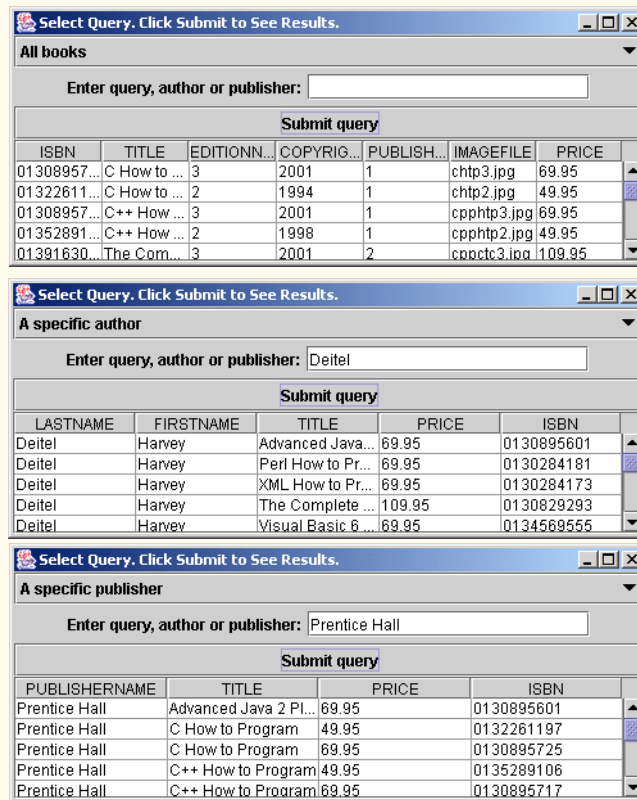 Select Query. Click Submit to See Results.
All books
Enter query, author or publisher:
Submit query
ISBN TITLE EDITIONN... COPYRIG... PUBLISH... IMAGEFILE PRICE
01308957... C How to ... 3 2001 1 chtp3.jpg 69.95
01322611... C How to ... 2 1994 1 chtp2.jpg 49.95
01308957... C++ How ... 3 2001 1 cpphtp3.jpg 69.95
01352891... C++ How ... 2 1998 1 cpphtp2.jpg 49.95
01391630... The Com... 3 2001 2 cppctc3.jpg 109.95
Select Query. Click Submit to See Results.
A specific author
Enter query, author or publisher: Deitel
Submit query
LASTNAME FIRSTNAME TITLE PRICE ISBN
Deitel Harvey Advanced Java... 69.95 0130895601
Deitel Harvey Perl How to Pr... 69.95 0130284181
Deitel Harvey XML How to Pr... 69.95 0130284173
Deitel Harvey The Complete ... 109.95 0130829293
Deitel Harvey Visual Basic 6 ... 69.95 0134569555
Select Query. Click Submit to See Results.
A specific publisher
Enter query, author or publisher: Prentice Hall
Submit query
PUBLISHERNAME TITLE PRICE ISBN
Prentice Hall Advanced Java 2 Pl... 69.95 0130895601
Prentice Hall C How to Program 49.95 0132261197
Prentice Hall C How to Program 69.95 0130895725
Prentice Hall C++ How to Program 49.95 0135289106
Prentice Hall C++ How to Program 69.95 0130895717